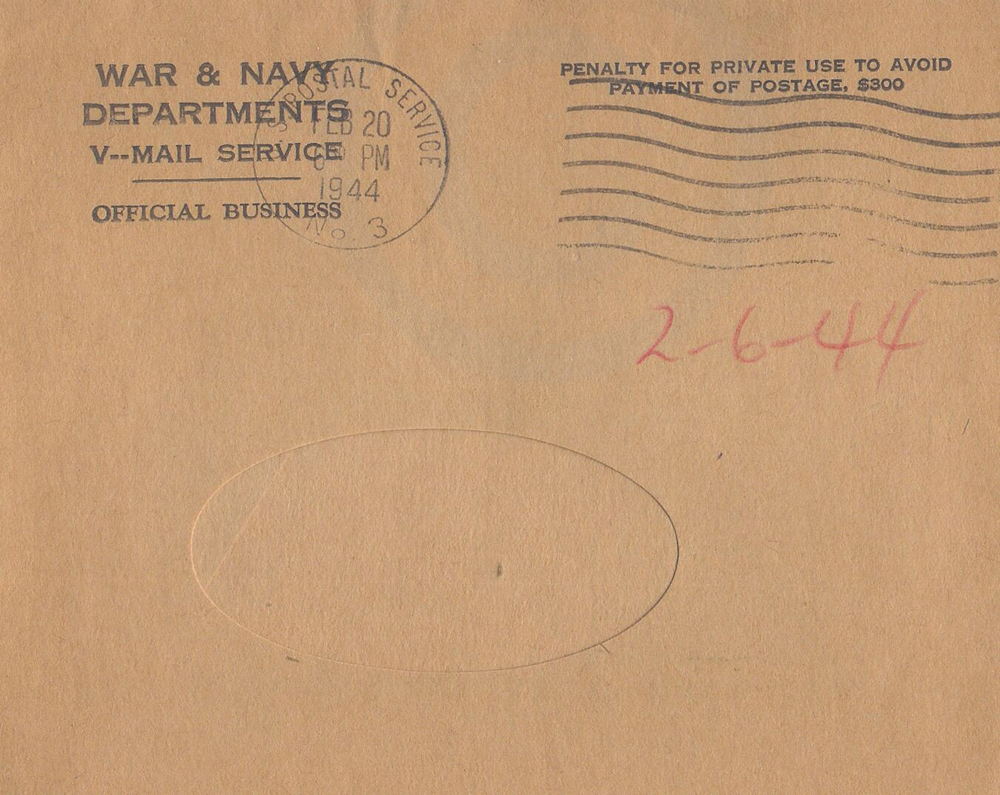 WAR & NAVY
DEPARTMENTS
V--MAIL SERVICE
OFFICIAL BUSINESS
POSTAL SERVICE
FEB 20
PM
1944
No. 3
PENALTY FOR PRIVATE USE TO AVOID
PAYMENT OF POSTAGE, $300
2-6-44